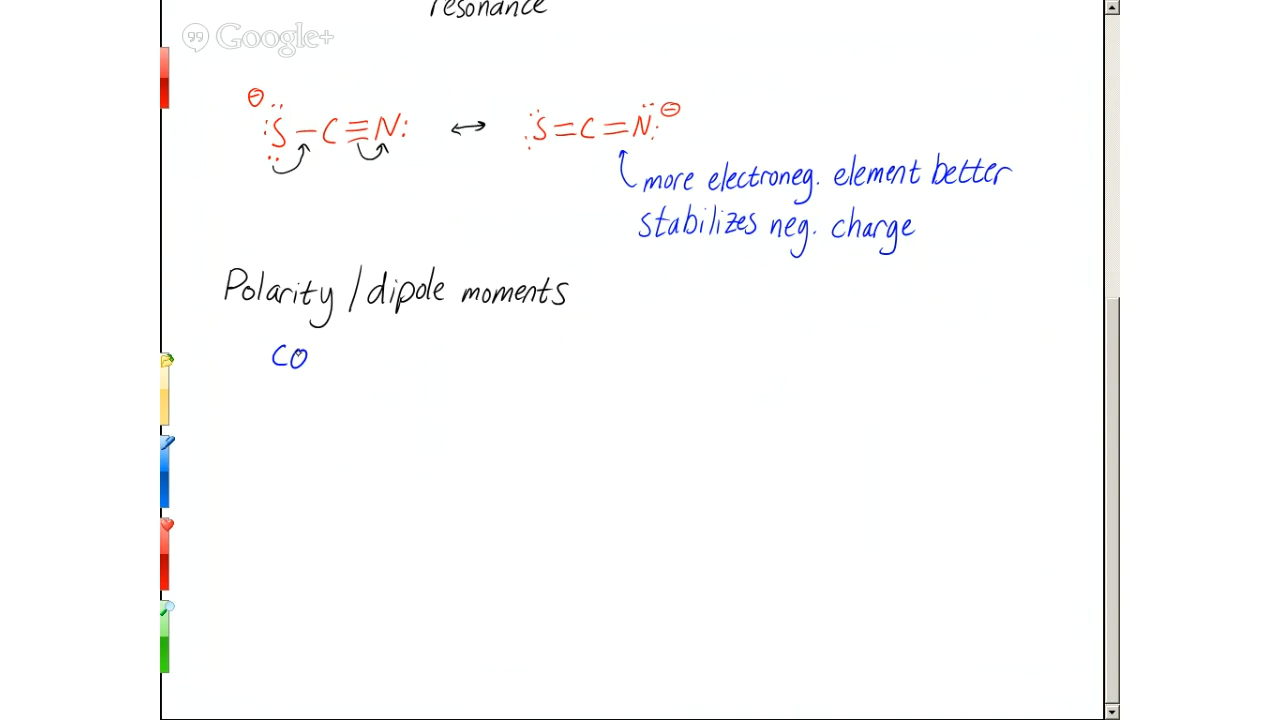 resonance
Google+
⊖
:S̈ – C ≡ N: ↔ :S̈ = C = N̈: ⊖
more electroneg. element better
stabilizes neg. charge
Polarity / dipole moments
CO